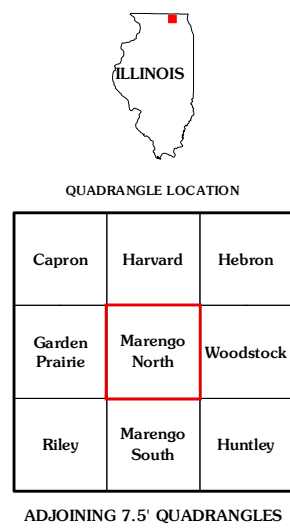 ILLINOIS
QUADRANGLE LOCATION
Capron Harvard Hebron
Garden Prairie Marengo North Woodstock
Riley Marengo South Huntley
ADJOINING 7.5' QUADRANGLES